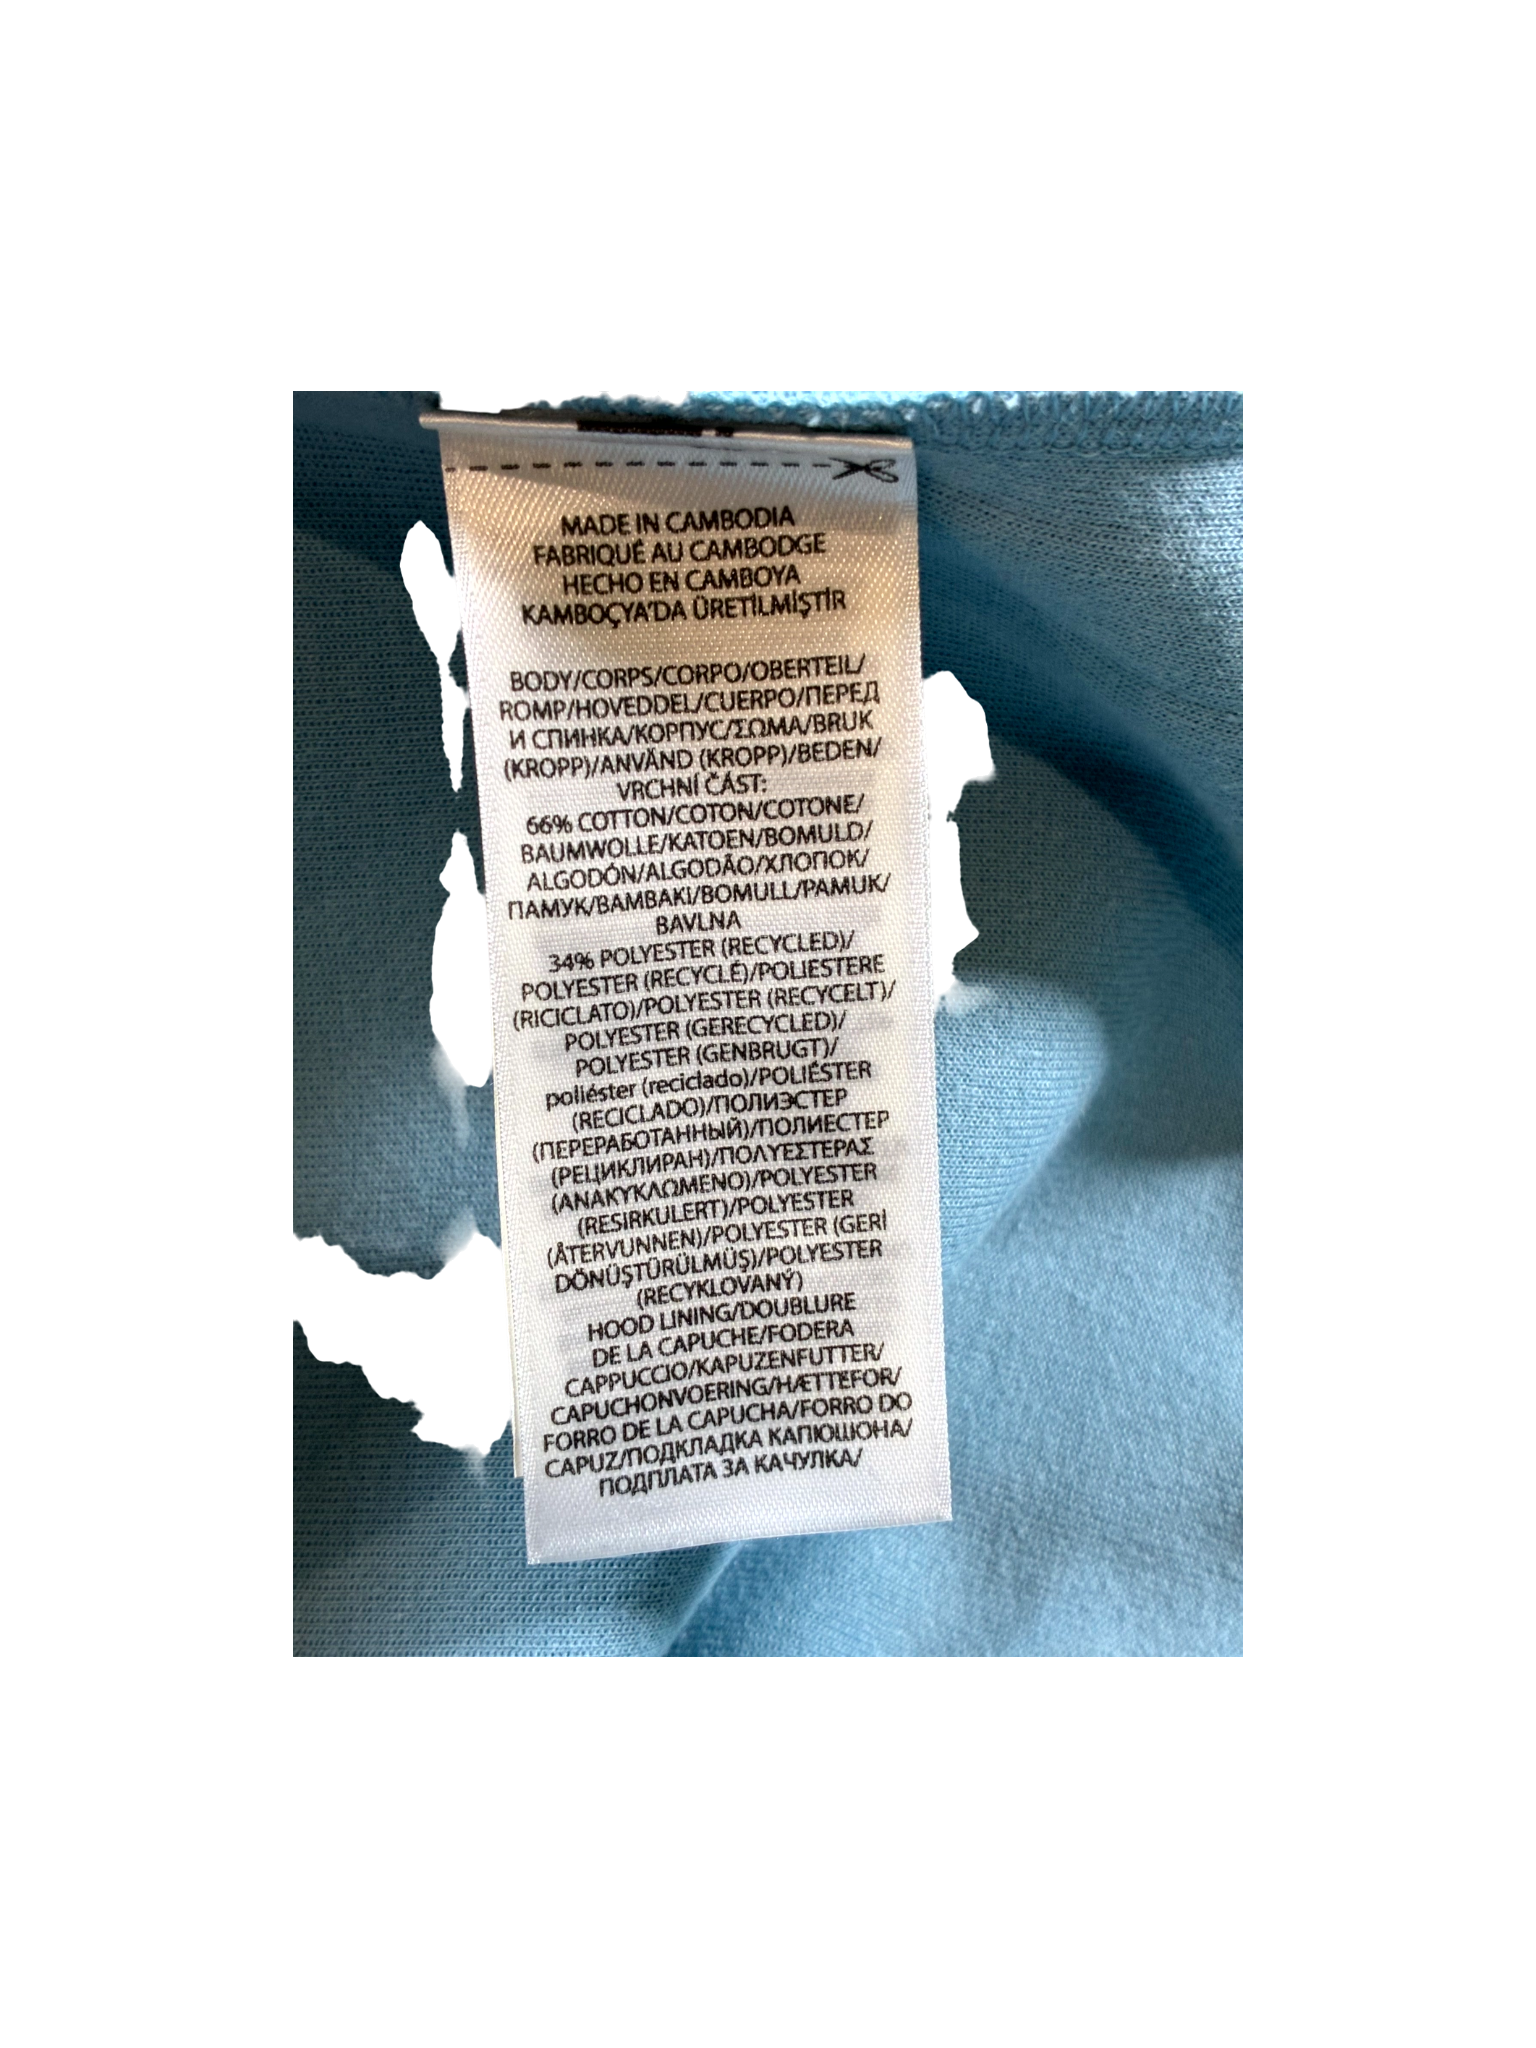 MADE IN CAMBODIA
FABRIQUÉ AU CAMBODGE
HECHO EN CAMBOYA
KAMBOÇYA'DA ÜRETİLMİŞTİR
BODY/CORPS/CORPO/OBERTEIL/
ROMP/HOVEDDEL/CUERPO/ПЕРЕД
И СПИНКА/КОРПУС/ΣΩΜΑ/BRUK
(KROPP)/ANVÄND (KROPP)/BEDEN/
VRCHNÍ ČÁST:
66% COTTON/COTON/COTONE/
BAUMWOLLE/KATOEN/BOMULD/
ALGODÓN/ALGODÃO/ХЛОПОК/
ПАМУК/BAMBAKI/BOMULL/PAMUK/
BAVLNA
34% POLYESTER (RECYCLED)/
POLYESTER (RECYCLÉ)/POLIESTERE
(RICICLATO)/POLYESTER (RECYCELT)/
POLYESTER (GERECYCLED)/
POLYESTER (GENBRUGT)/
poliéster (reciclado)/POLIÉSTER
(RECICLADO)/ПОЛИЭСТЕР
(ПЕРЕРАБОТАННЫЙ)/ПОЛИЕСТЕР
(РЕЦИКЛИРАН)/ΠΟΛΥΕΣΤΕΡΑΣ
(ΑΝΑΚΥΚΛΩΜΕΝΟ)/POLYESTER
(RESIRKULERT)/POLYESTER
(ÅTERVUNNEN)/POLYESTER (GERİ
DÖNÜŞTÜRÜLMÜŞ)/POLYESTER
(RECYKLOVANÝ)
HOOD LINING/DOUBLURE
DE LA CAPUCHE/FODERA
CAPPUCCIO/KAPUZENFUTTER/
CAPUCHONVOERING/HÆTTEFOR/
FORRO DE LA CAPUCHA/FORRO DO
CAPUZ/ПОДКЛАДКА КАПЮШОНА/
ПОДПЛАТА ЗА КАЧУЛКА/